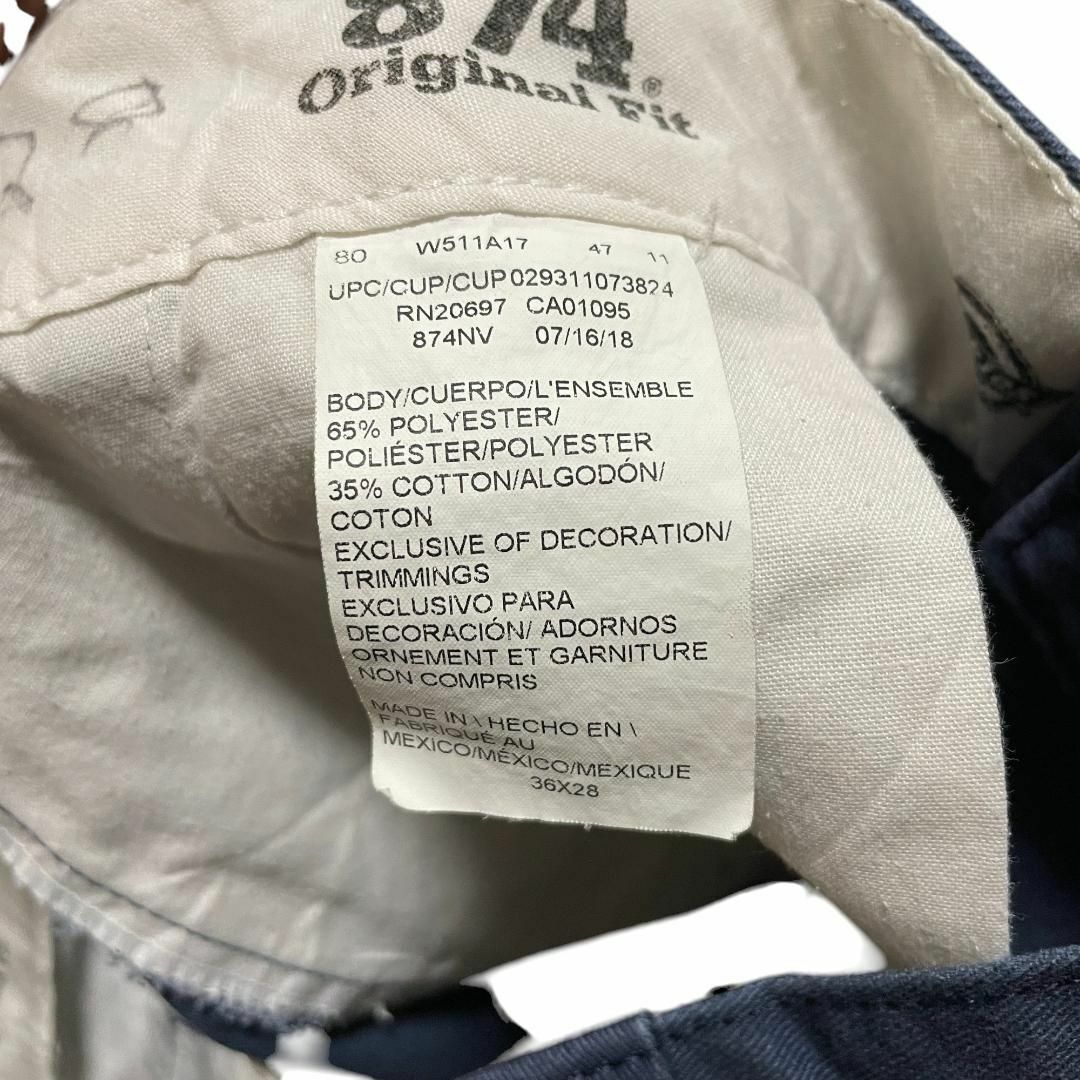 874®
Original Fit
80 W511A17 47 11
UPC/CUP/CUP029311073824
RN20697 CA01095
874NV 07/16/18
BODY/CUERPO/L'ENSEMBLE
65% POLYESTER/
POLIÉSTER/POLYESTER
35% COTTON/ALGODÓN/
COTON
EXCLUSIVE OF DECORATION/
TRIMMINGS
EXCLUSIVO PARA
DECORACIÓN/ ADORNOS
ORNEMENT ET GARNITURE
NON COMPRIS
MADE IN \ HECHO EN \
FABRIQUÉ AU
MEXICO/MÉXICO/MEXIQUE
36X28